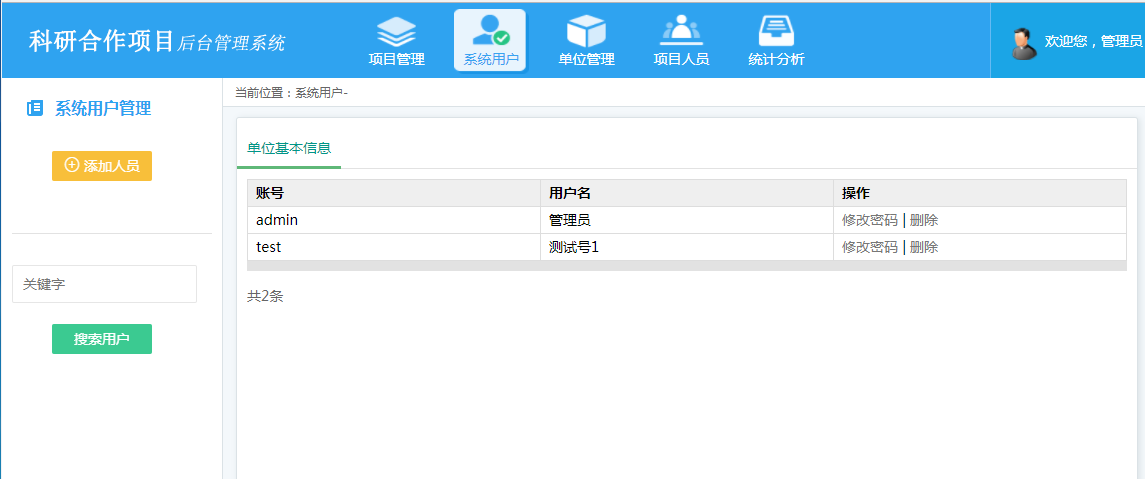 科研合作项目后台管理系统
项目管理 系统用户 单位管理 项目人员 统计分析
欢迎您，管理员
系统用户管理
添加人员
关键字
搜索用户
当前位置：系统用户-
单位基本信息
账号 用户名 操作
admin 管理员 修改密码 | 删除
test 测试号1 修改密码 | 删除
共2条